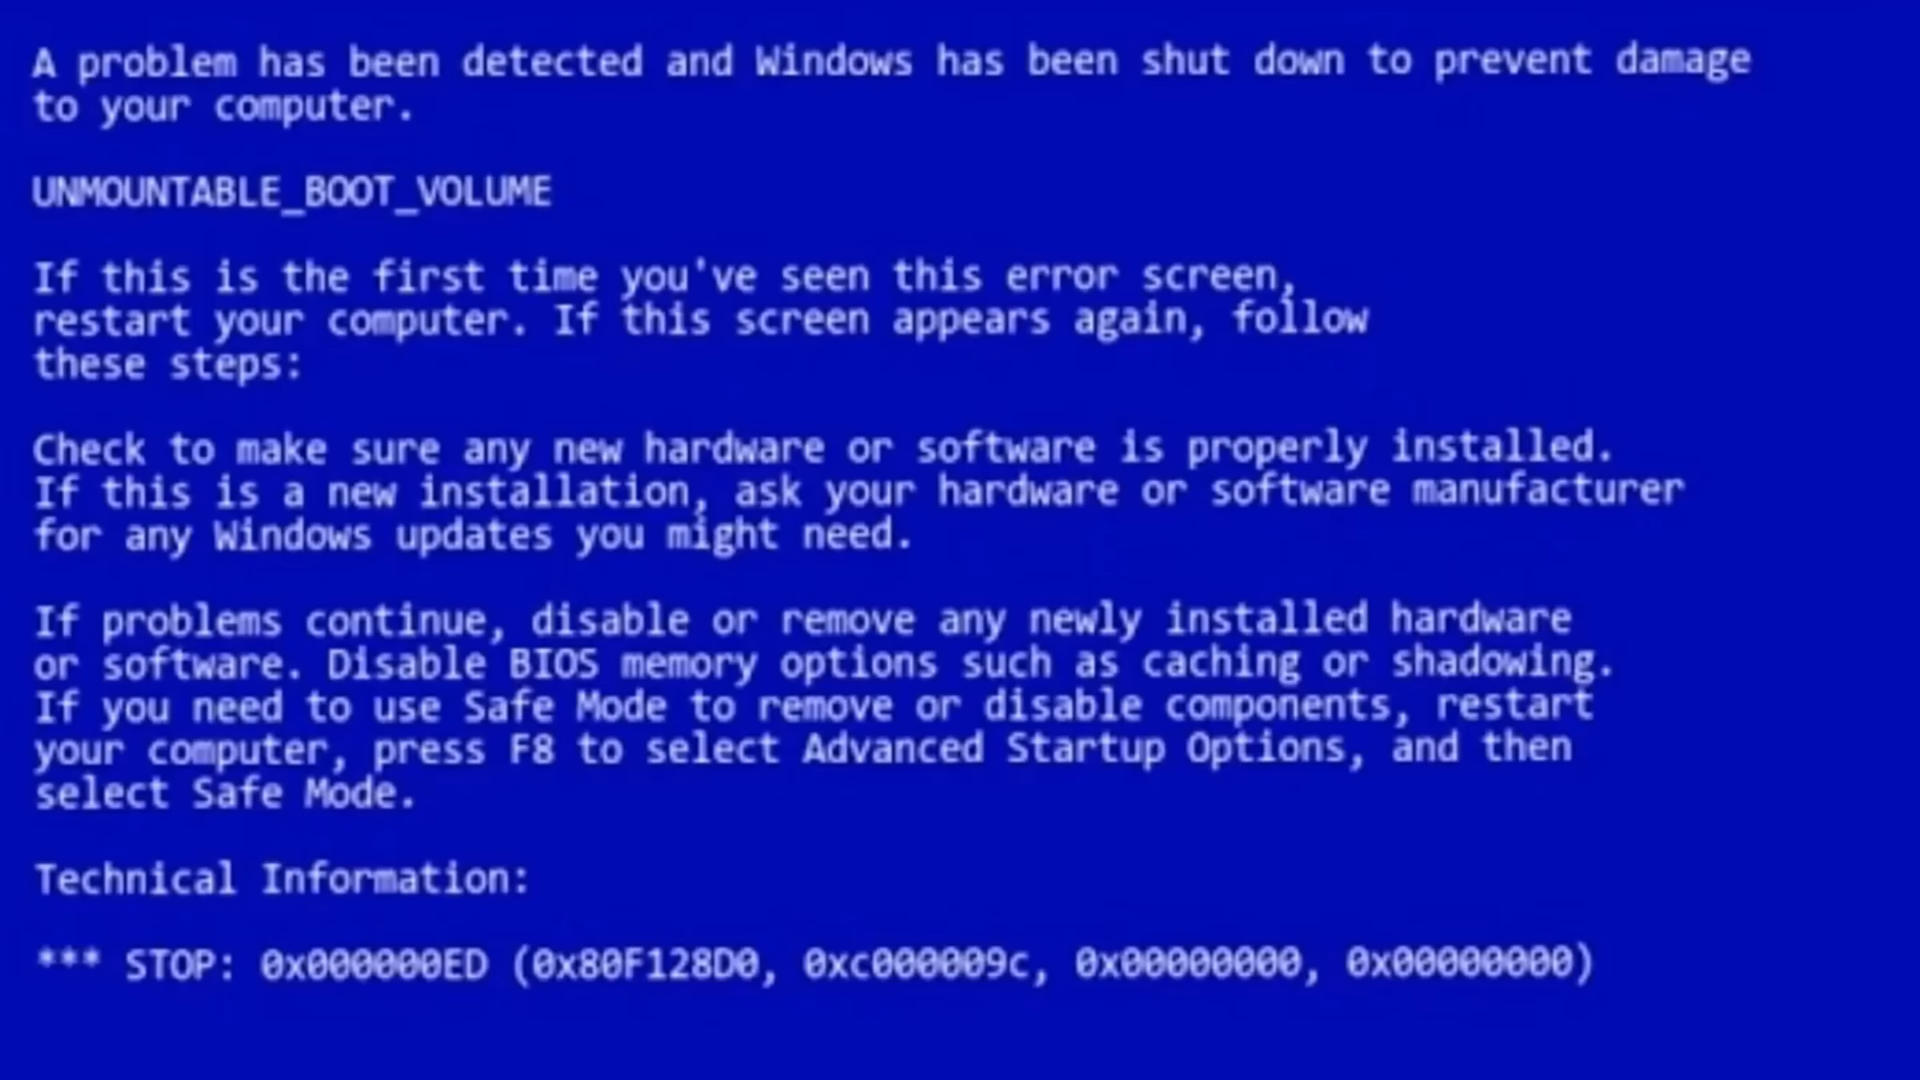 A problem has been detected and Windows has been shut down to prevent damage
to your computer.
UNMOUNTABLE_BOOT_VOLUME
If this is the first time you've seen this error screen,
restart your computer. If this screen appears again, follow
these steps:
Check to make sure any new hardware or software is properly installed.
If this is a new installation, ask your hardware or software manufacturer
for any Windows updates you might need.
If problems continue, disable or remove any newly installed hardware
or software. Disable BIOS memory options such as caching or shadowing.
If you need to use Safe Mode to remove or disable components, restart
your computer, press F8 to select Advanced Startup Options, and then
select Safe Mode.
Technical Information:
*** STOP: 0x000000ED (0x80F128D0, 0xc000009c, 0x00000000, 0x00000000)